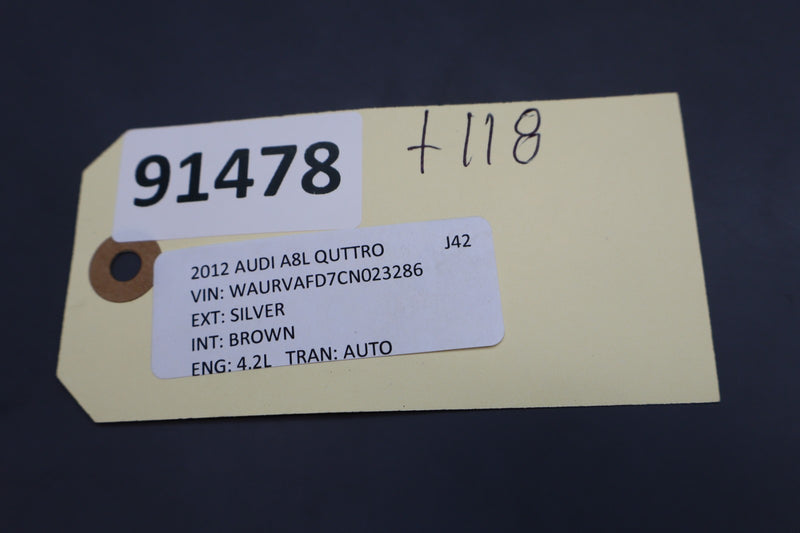 91478
+118
2012 AUDI A8L QUTTRO J42
VIN: WAURVAFD7CN023286
EXT: SILVER
INT: BROWN
ENG: 4.2L TRAN: AUTO